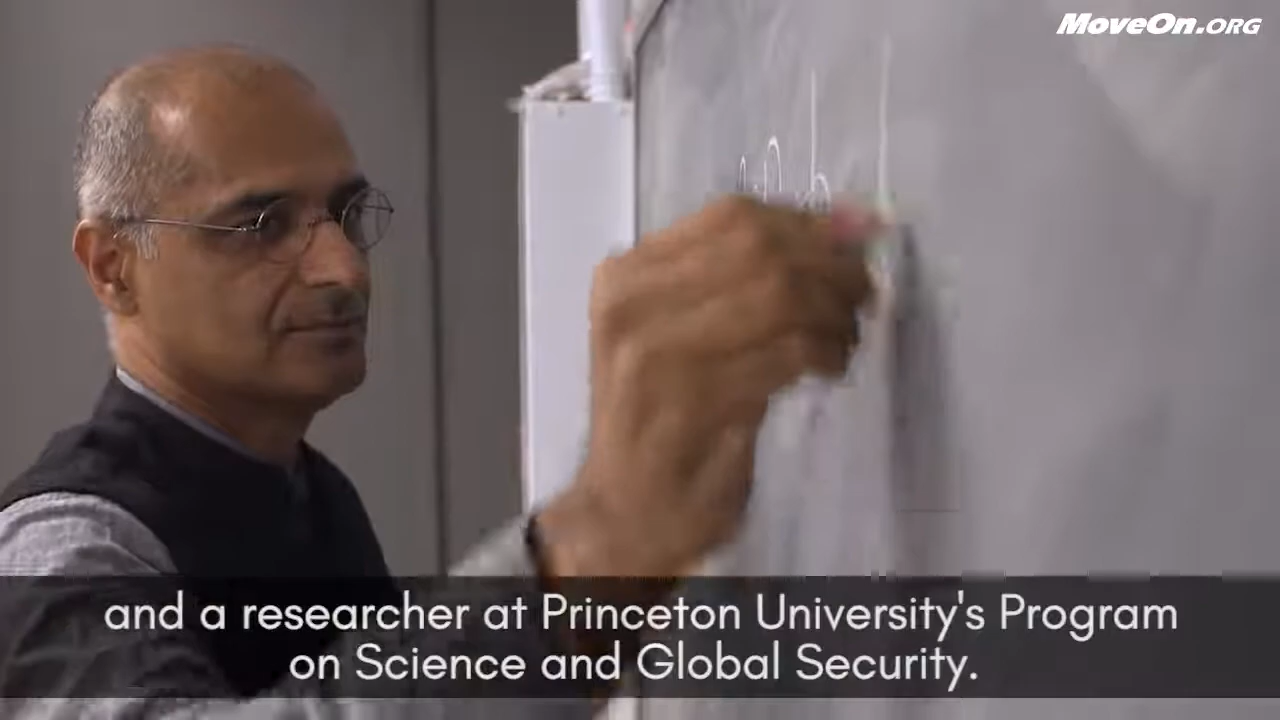 MoveOn.ORG
and a researcher at Princeton University's Program
on Science and Global Security.